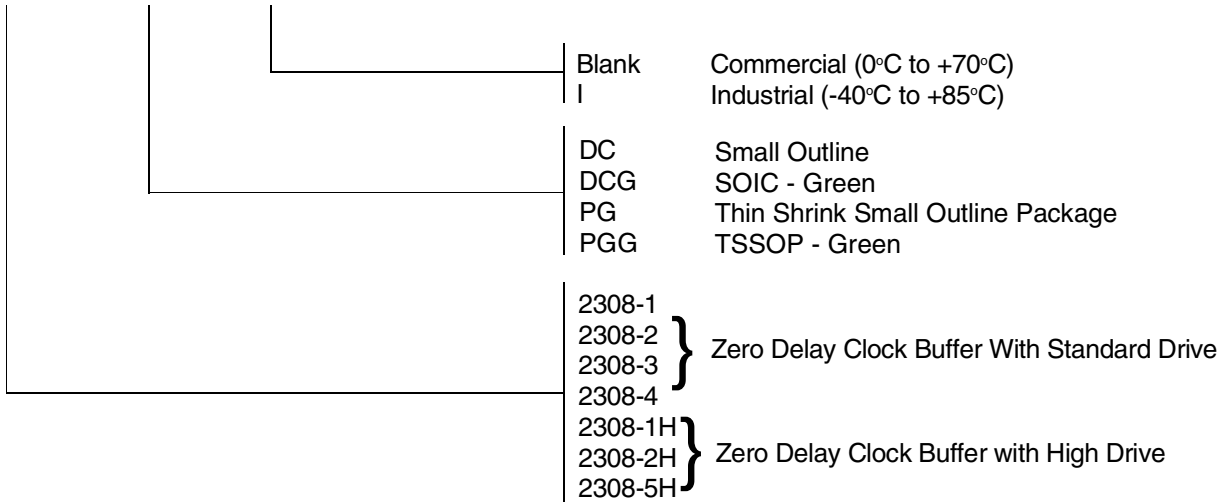 Blank Commercial (0°C to +70°C)
I Industrial (-40°C to +85°C)
DC Small Outline
DCG SOIC - Green
PG Thin Shrink Small Outline Package
PGG TSSOP - Green
2308-1
2308-2
2308-3
2308-4
} Zero Delay Clock Buffer With Standard Drive
2308-1H
2308-2H
2308-5H
} Zero Delay Clock Buffer with High Drive